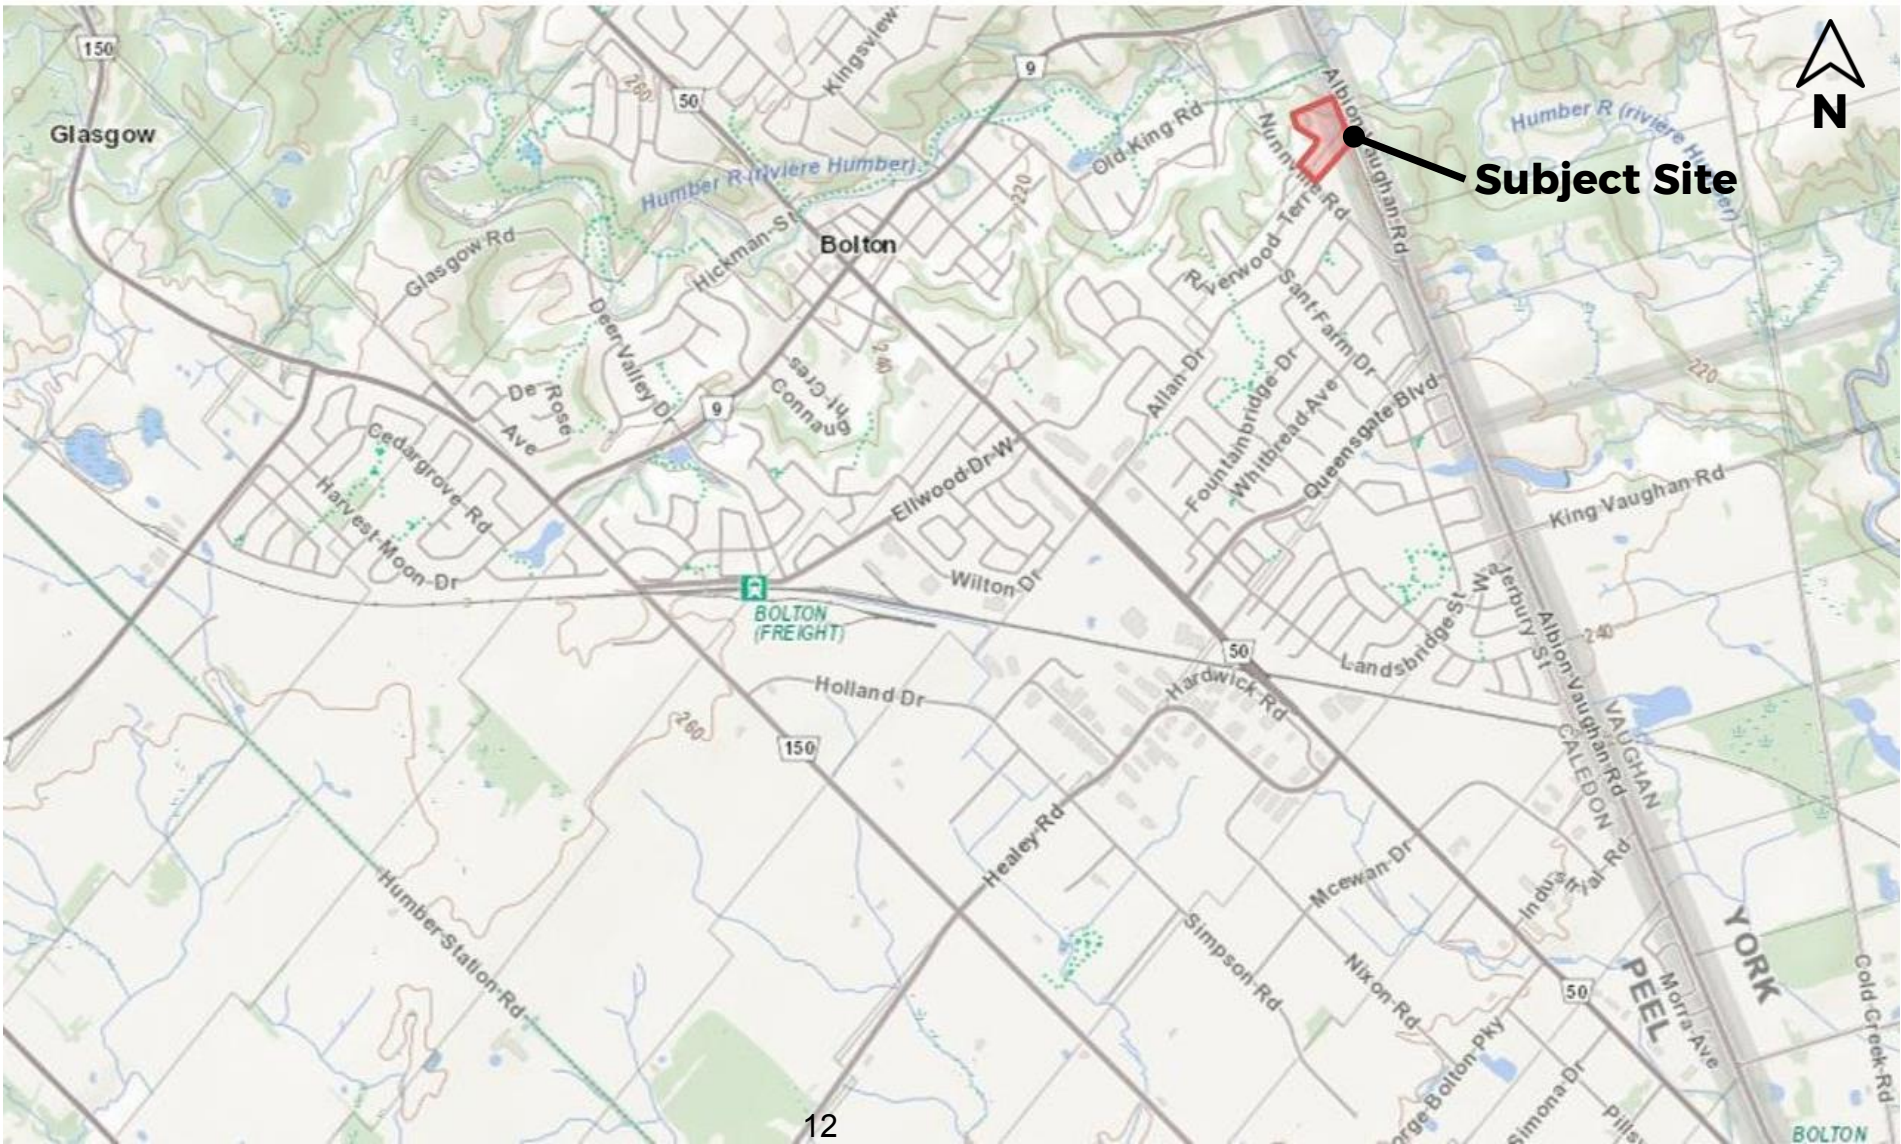 150
Glasgow
260
50
Kingsview
9
Albion Vaughan Rd
N
Humber R (rivière Humber)
Old King Rd
Nunnville Rd
Subject Site
Humber R (rivière Humber)
220
Hickman St
Bolton
Glasgow Rd
Riverwood Terr
Sant Farm Dr
Deer Valley Dr
240
Connaught Cres
Allan Dr
220
De Rose Ave
9
Fountainbridge Dr
Whitbread Ave
Queensgate Blvd
Cedargrove Rd
Ellwood Dr W
Harvest Moon Dr
King Vaughan Rd
Wilton Dr
BOLTON
(FREIGHT)
Waterbury St
Albion Vaughan Rd
240
50
Landsbridge St
Hardwick Rd
Holland Dr
260
150
VAUGHAN
CALEDON
Healey Rd
Mcewan Dr
Industrial Rd
Humber Station Rd
Simpson Rd
Nixon Rd
50
YORK
PEEL
Morra Ave
Cold Creek Rd
orge Bolton Pky
Simona Dr
Pills
12
BOLTON